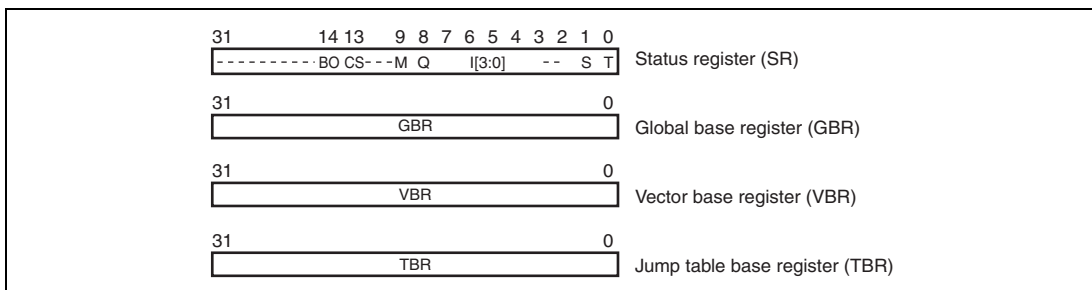 31 14 13 9 8 7 6 5 4 3 2 1 0
---------- BO CS---M Q I[3:0] -- S T Status register (SR)
31 0
GBR Global base register (GBR)
31 0
VBR Vector base register (VBR)
31 0
TBR Jump table base register (TBR)